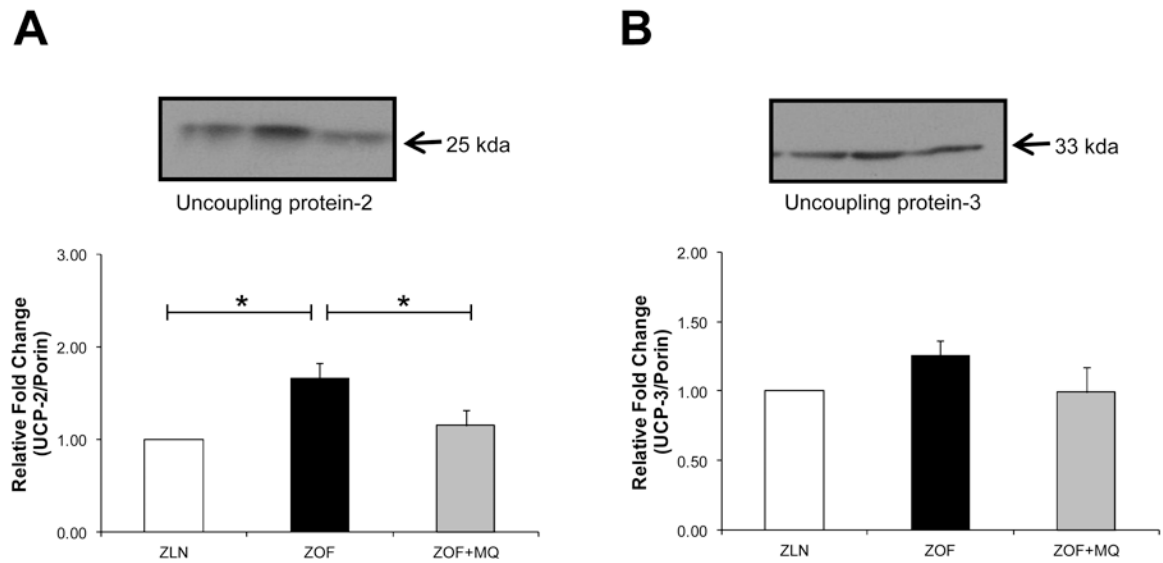 A
25 kda
Uncoupling protein-2
Relative Fold Change
(UCP-2/Porin)
3.00
2.00
1.00
0.00
*
*
ZLN
ZOF
ZOF+MQ
B
33 kda
Uncoupling protein-3
Relative Fold Change
(UCP-3/Porin)
2.00
1.50
1.00
0.50
0.00
ZLN
ZOF
ZOF+MQ